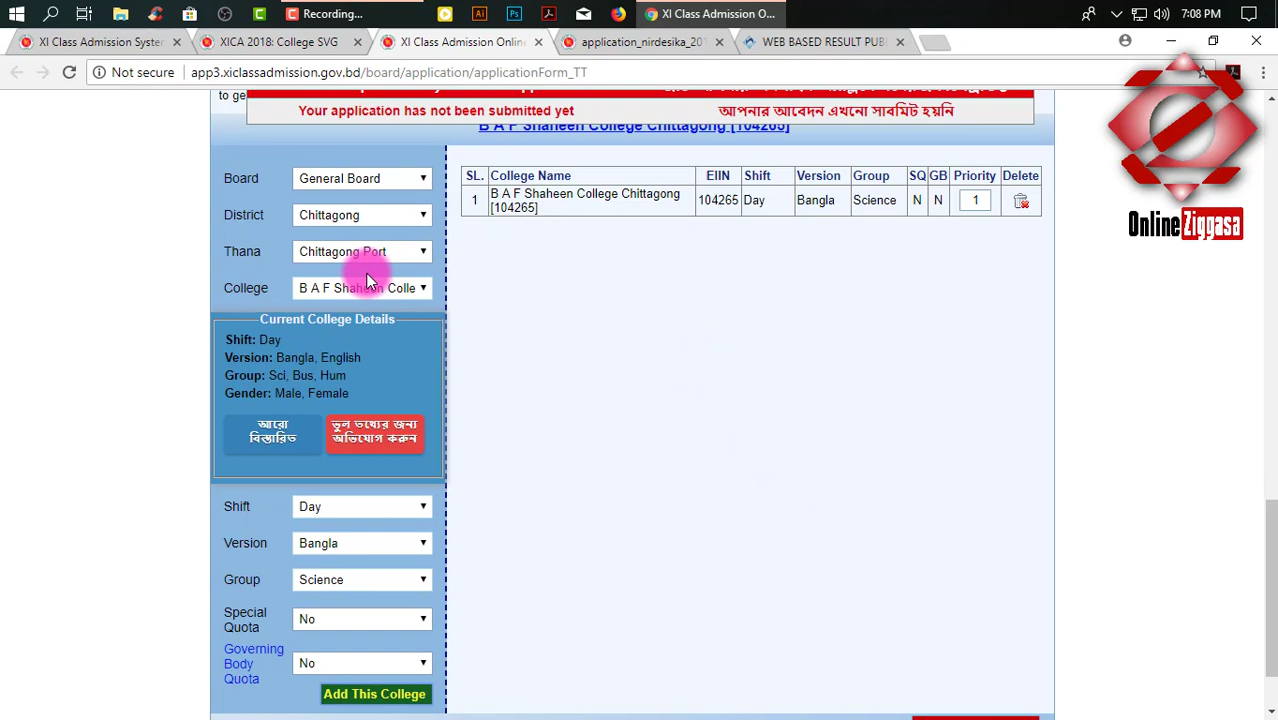 Recording...
XI Class Admission O...
7:08 PM
XI Class Admission Syster
XICA 2018: College SVG
XI Class Admission Online
application_nirdesika_201
WEB BASED RESULT PUBL
Not secure
app3.xiclassadmission.gov.bd/board/application/applicationForm_TT
to ge
Your application has not been submitted yet
আপনার আবেদন এখনো সাবমিট হয়নি
B A F Shaheen College Chittagong [104265]
Board General Board
District Chittagong
Thana Chittagong Port
College B A F Shaheen Colle
Current College Details
Shift: Day
Version: Bangla, English
Group: Sci, Bus, Hum
Gender: Male, Female
আরো
বিস্তারিত
ভুল তথ্যের জন্য
অভিযোগ করুন
Shift Day
Version Bangla
Group Science
Special
Quota No
Governing
Body
Quota No
Add This College
SL. College Name EIIN Shift Version Group SQ GB Priority Delete
1 B A F Shaheen College Chittagong
[104265] 104265 Day Bangla Science N N 1
OnlineZiggasa